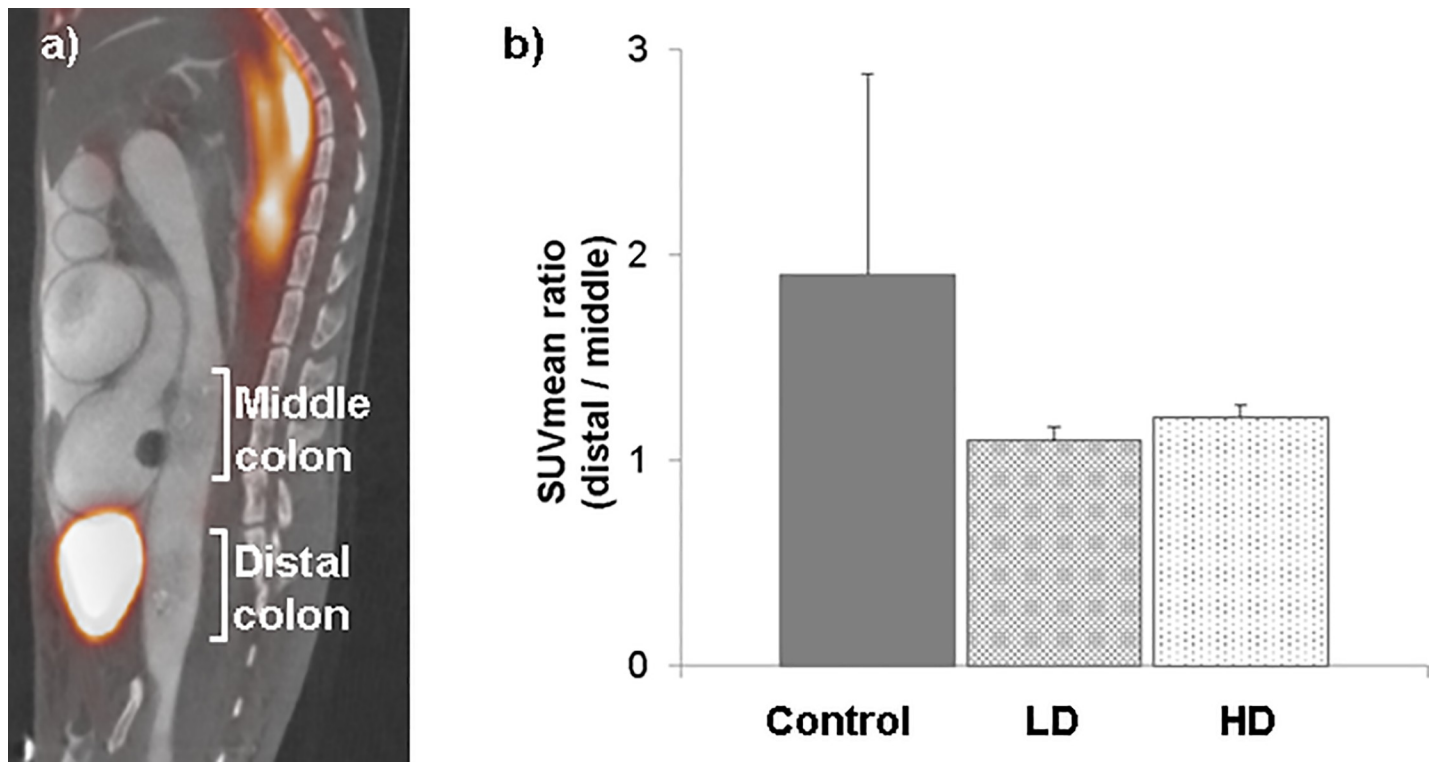 a)
Middle
colon
Distal
colon
b)
SUVmean ratio
(distal / middle)
3
2
1
0
Control LD HD